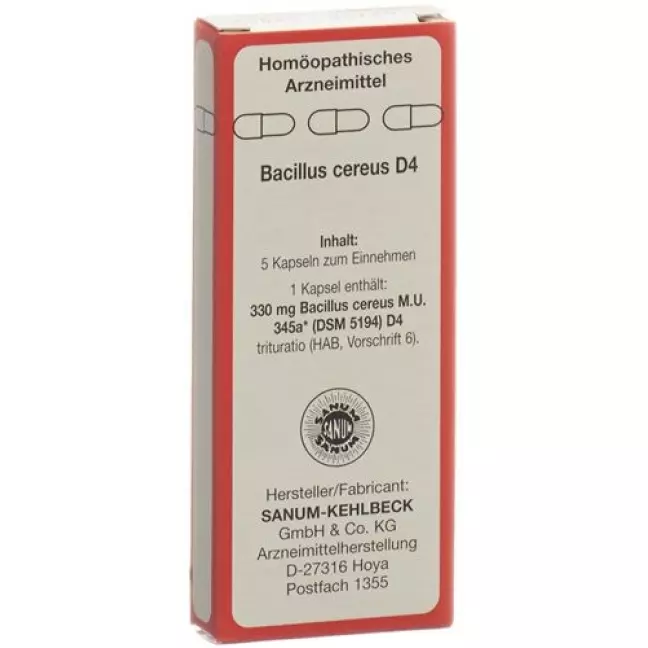 Homöopathisches
Arzneimittel
Bacillus cereus D4
Inhalt:
5 Kapseln zum Einnehmen
1 Kapsel enthält:
330 mg Bacillus cereus M.U.
345a* (DSM 5194) D4
trituratio (HAB, Vorschrift 6).
SANUM
SANUM
SANUM
Hersteller/Fabricant:
SANUM-KEHLBECK
GmbH & Co. KG
Arzneimittelherstellung
D-27316 Hoya
Postfach 1355